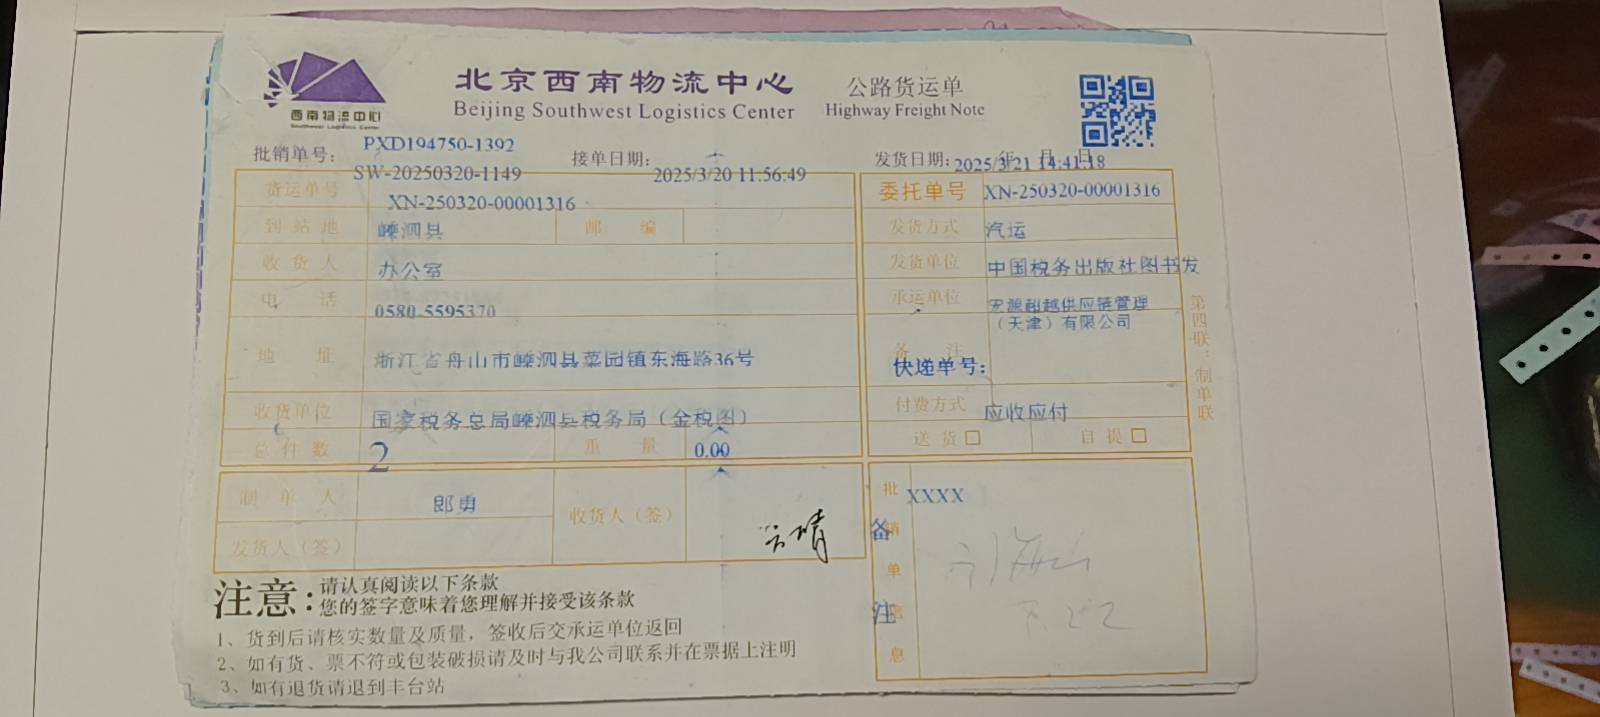 西南物流中心
Southwest Logistics Center
北京西南物流中心
Beijing Southwest Logistics Center
公路货运单
Highway Freight Note
批销单号: PXD194750-1392
接单日期: 2025/3/20 11:56:49
发货日期: 年 月 日 2025/3/21 14:41:18
SW-20250320-1149
货运单号 XN-250320-00001316
委托单号 XN-250320-00001316
到站地 嵊泗县 邮编
发货方式 汽运
收货人 办公室
发货单位 中国税务出版社图书发
电话 0580-5595370
承运单位 宏源超越供应链管理
（天津）有限公司
地址 浙江省舟山市嵊泗县菜园镇东海路36号
备注
快递单号:
收货单位 国家税务总局嵊泗县税务局（金税图）
付费方式 应收应付
总件数 2 重量 0.00
送货□ 自提□
制单人 郎勇
收货人（签）
发货人（签）
批销单信息
XXXX
备注
第四联：制单联
注意:
请认真阅读以下条款
您的签字意味着您理解并接受该条款
1、货到后请核实数量及质量，签收后交承运单位返回
2、如有货、票不符或包装破损请及时与我公司联系并在票据上注明
3、如有退货请退到丰台站